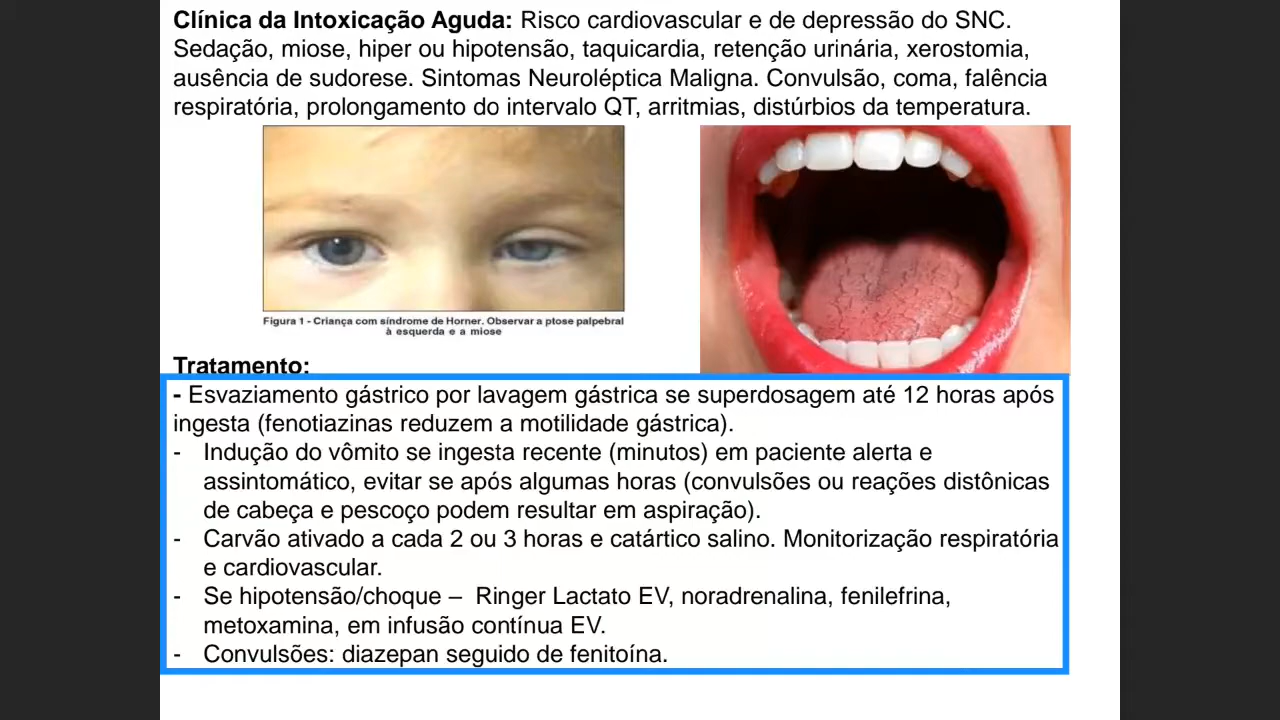 Clínica da Intoxicação Aguda: Risco cardiovascular e de depressão do SNC.
Sedação, miose, hiper ou hipotensão, taquicardia, retenção urinária, xerostomia,
ausência de sudorese. Sintomas Neuroléptica Maligna. Convulsão, coma, falência
respiratória, prolongamento do intervalo QT, arritmias, distúrbios da temperatura.
Figura 1 - Criança com síndrome de Horner. Observar a ptose palpebral
à esquerda e a miose
Tratamento:
- Esvaziamento gástrico por lavagem gástrica se superdosagem até 12 horas após
ingesta (fenotiazinas reduzem a motilidade gástrica).
- Indução do vômito se ingesta recente (minutos) em paciente alerta e
assintomático, evitar se após algumas horas (convulsões ou reações distônicas
de cabeça e pescoço podem resultar em aspiração).
- Carvão ativado a cada 2 ou 3 horas e catártico salino. Monitorização respiratória
e cardiovascular.
- Se hipotensão/choque – Ringer Lactato EV, noradrenalina, fenilefrina,
metoxamina, em infusão contínua EV.
- Convulsões: diazepan seguido de fenitoína.